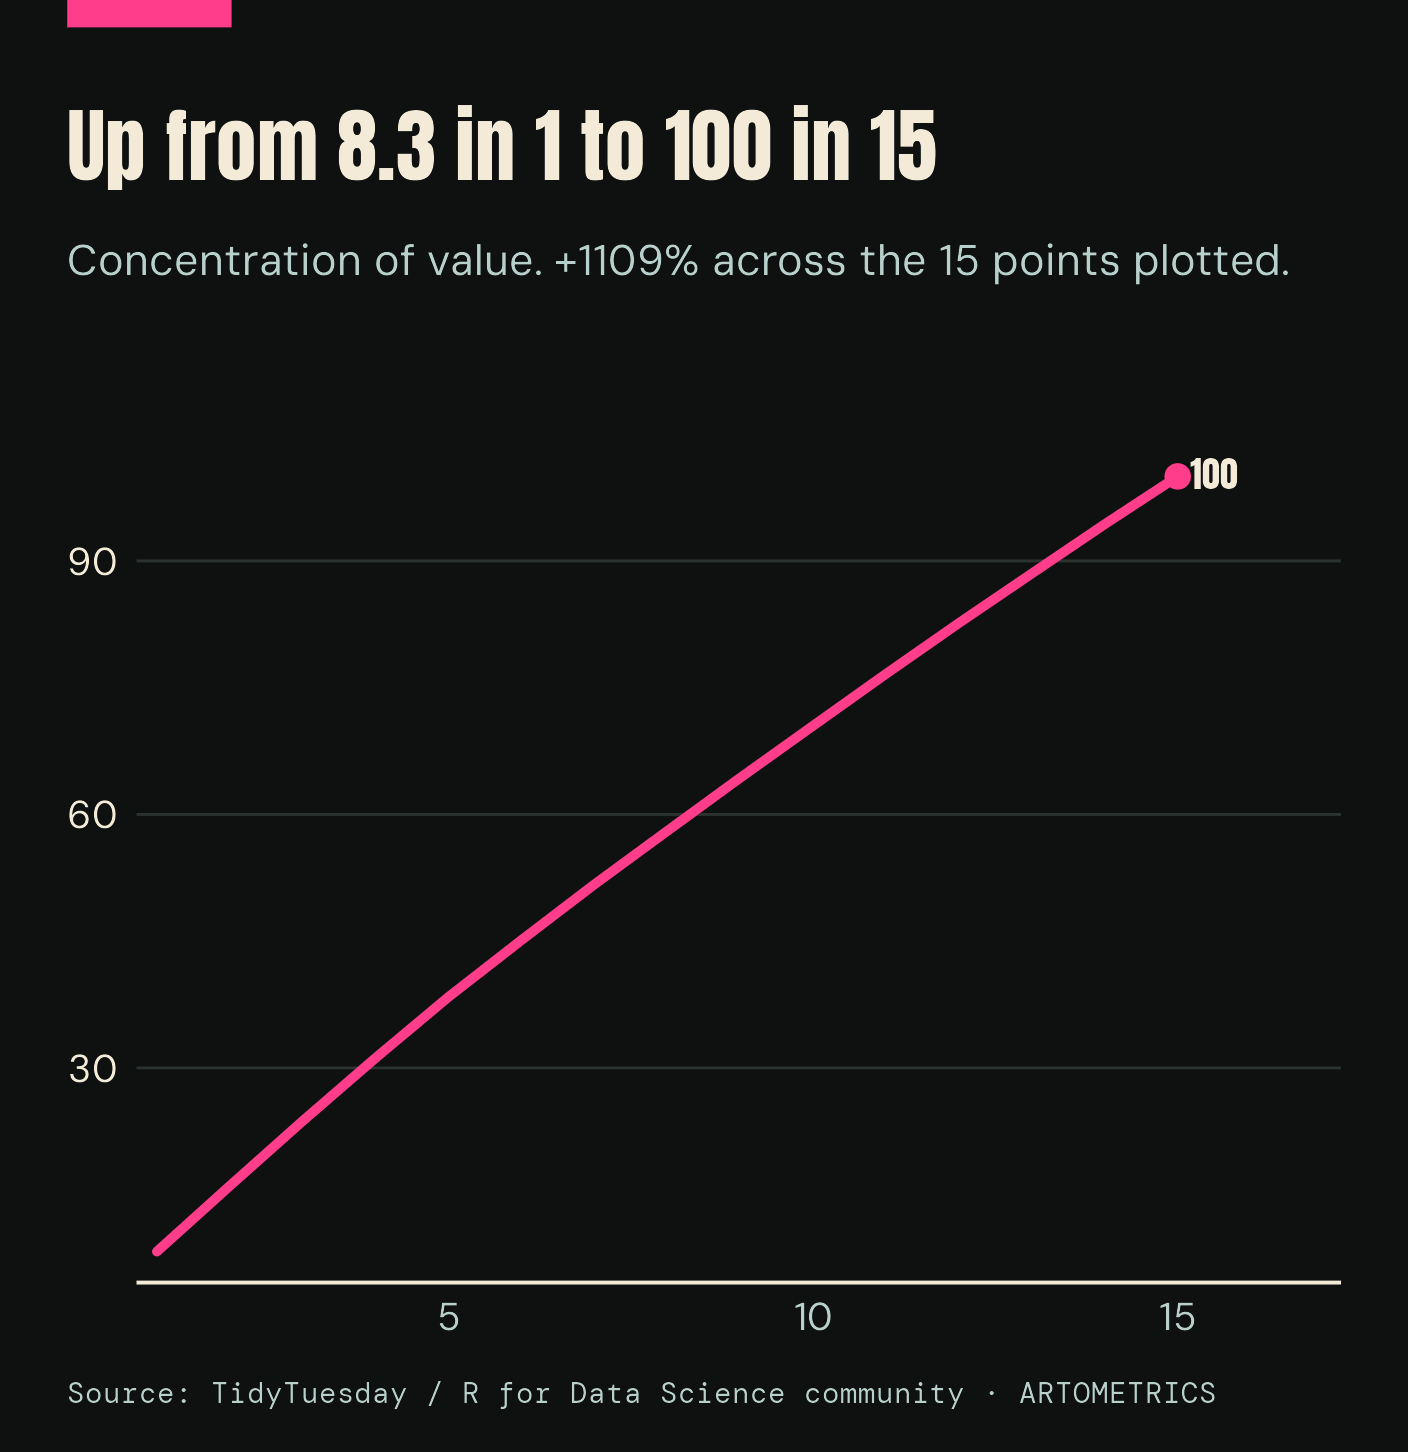 Up from 8.3 in 1 to 100 in 15
Concentration of value. +1109% across the 15 points plotted.
100
90
60
30
5 10 15
Source: TidyTuesday / R for Data Science community · ARTOMETRICS